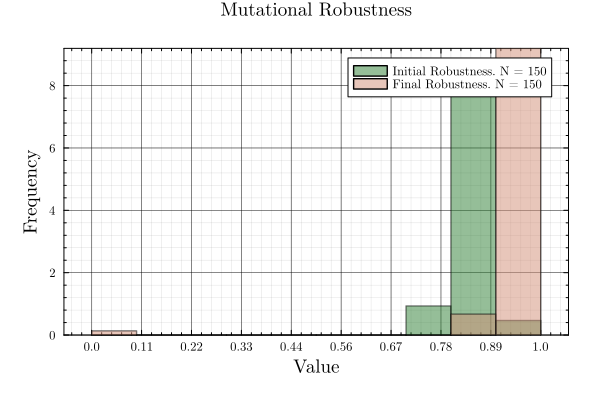 Mutational Robustness
Initial Robustness. N = 150
Final Robustness. N = 150
Frequency
8
6
4
2
0
0.0 0.11 0.22 0.33 0.44 0.56 0.67 0.78 0.89 1.0
Value